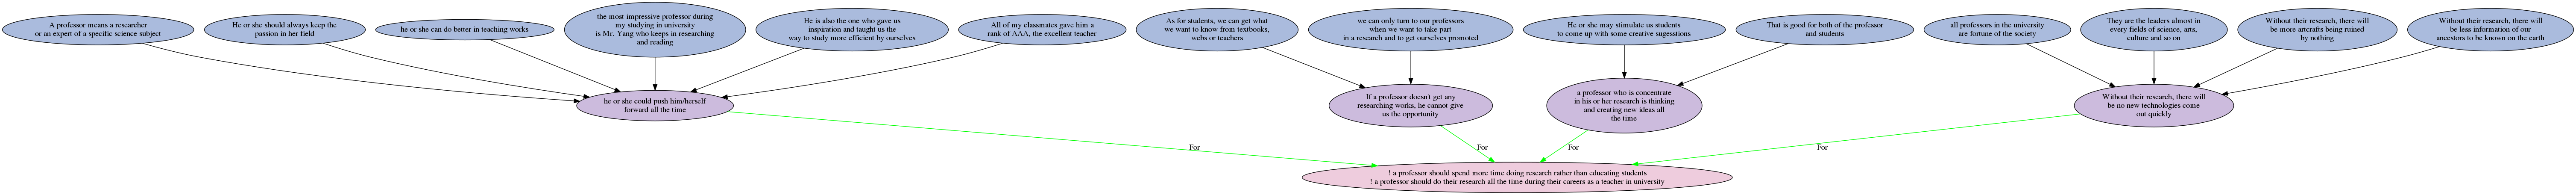 A professor means a researcher
or an expert of a specific science subject
He or she should always keep the
passion in her field
he or she can do better in teaching works
the most impressive professor during
my studying in university
is Mr. Yang who keeps in researching
and reading
He is also the one who gave us
inspiration and taught us the
way to study more efficient by ourselves
All of my classmates gave him a
rank of AAA, the excellent teacher
As for students, we can get what
we want to know from textbooks,
webs or teachers
we can only turn to our professors
when we want to take part
in a research and to get ourselves promoted
He or she may stimulate us students
to come up with some creative sugesstions
That is good for both of the professor
and students
all professors in the university
are fortune of the society
They are the leaders almost in
every fields of science, arts,
culture and so on
Without their research, there will
be more artcrafts being ruined
by nothing
Without their research, there will
be less information of our
ancestors to be known on the earth
he or she could push him/herself
forward all the time
If a professor doesn't get any
researching works, he cannot give
us the opportunity
a professor who is concentrate
in his or her research is thinking
and creating new ideas all
the time
Without their research, there will
be no new technologies come
out quickly
For
For
For
For
! a professor should spend more time doing research rather than educating students
! a professor should do their research all the time during their careers as a teacher in university